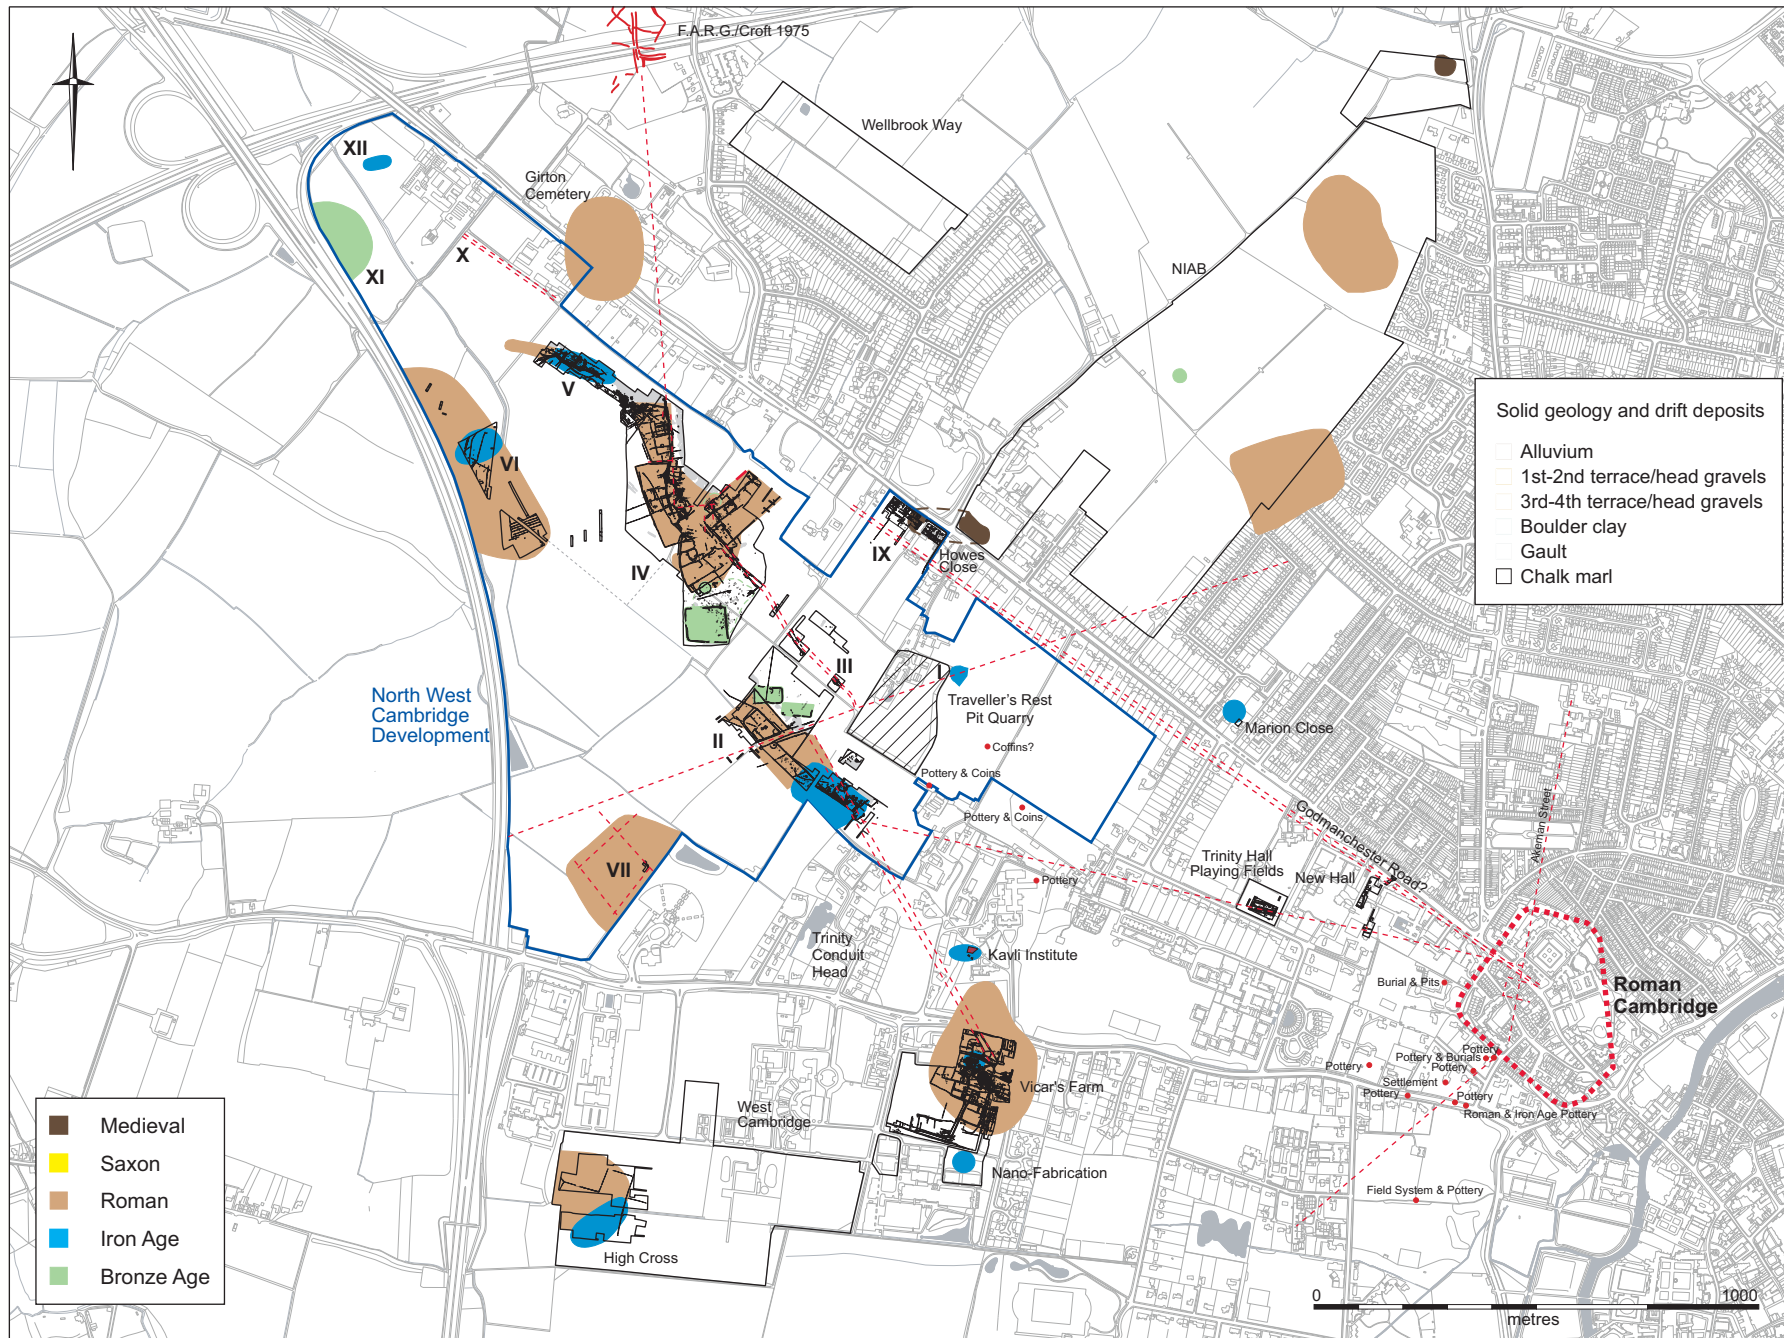 F.A.R.G./Croft 1975
Wellbrook Way
XII
Girton
Cemetery
X
XI
NIAB
V
VI
IV
IX
Howes
Close
III
I
II
VII
North West
Cambridge
Development
Traveller's Rest
Pit Quarry
Coffins?
Pottery & Coins
Pottery & Coins
Marion Close
Solid geology and drift deposits
Alluvium
1st-2nd terrace/head gravels
3rd-4th terrace/head gravels
Boulder clay
Gault
Chalk marl
Godmanchester Road?
Akeman Street
Trinity Hall
Playing Fields
New Hall
Pottery
Trinity
Conduit
Head
Kavli Institute
Burial & Pits
Roman
Cambridge
Pottery
Pottery & Burials
Pottery
Pottery
Settlement
Pottery
Pottery
Roman & Iron Age Pottery
Vicar's Farm
West
Cambridge
Nano-Fabrication
Field System & Pottery
High Cross
Medieval
Saxon
Roman
Iron Age
Bronze Age
0
1000
metres